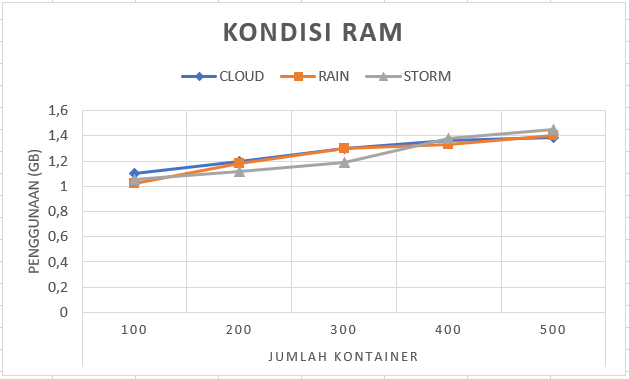 KONDISI RAM
CLOUD RAIN STORM
PENGGUNAAN (GB)
1,6
1,4
1,2
1
0,8
0,6
0,4
0,2
0
100 200 300 400 500
JUMLAH KONTAINER